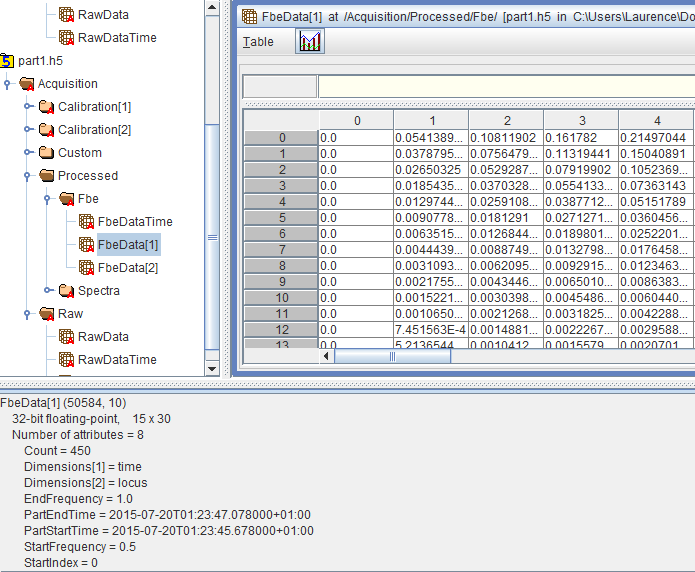 RawData
RawDataTime
part1.h5
Acquisition
Calibration[1]
Calibration[2]
Custom
Processed
Fbe
FbeDataTime
FbeData[1]
FbeData[2]
Spectra
Raw
RawData
RawDataTime
FbeData[1] at /Acquisition/Processed/Fbe/ [part1.h5 in C:\Users\Laurence\Do
Table
0 1 2 3 4
0 0.0 0.0541389... 0.10811902 0.161782 0.21497044
1 0.0 0.0378795... 0.0756479... 0.11319441 0.15040891
2 0.0 0.02650325 0.0529287... 0.07919902 0.1052369...
3 0.0 0.0185435... 0.0370328... 0.0554133... 0.07363143
4 0.0 0.0129744... 0.0259108... 0.0387712... 0.05151789
5 0.0 0.0090778... 0.0181291 0.0271271... 0.0360456...
6 0.0 0.0063515... 0.0126844... 0.0189801... 0.0252201...
7 0.0 0.0044439... 0.0088749... 0.0132798... 0.0176458...
8 0.0 0.0031093... 0.0062095... 0.0092915... 0.0123463...
9 0.0 0.0021755... 0.0043446... 0.0065010... 0.0086383...
10 0.0 0.0015221... 0.0030398... 0.0045486... 0.0060440...
11 0.0 0.0010650... 0.0021268... 0.0031825... 0.0042288...
12 0.0 7.451563E-4 0.0014881... 0.0022267... 0.0029588...
13 0.0 5.2136544 0.0010412 0.0015579 0.0020701
FbeData[1] (50584, 10)
32-bit floating-point, 15 x 30
Number of attributes = 8
Count = 450
Dimensions[1] = time
Dimensions[2] = locus
EndFrequency = 1.0
PartEndTime = 2015-07-20T01:23:47.078000+01:00
PartStartTime = 2015-07-20T01:23:45.678000+01:00
StartFrequency = 0.5
StartIndex = 0